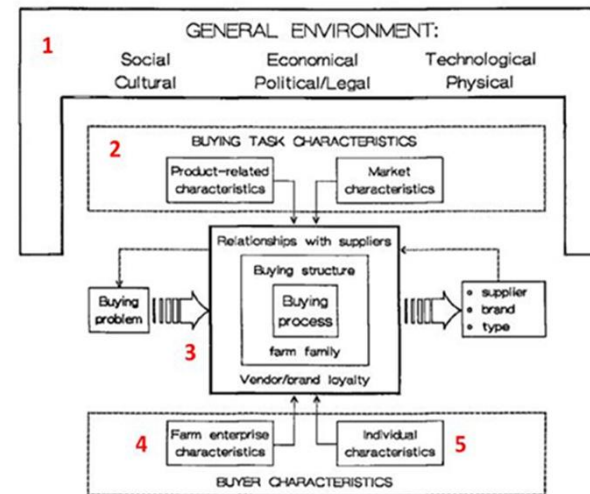 1
GENERAL ENVIRONMENT:
Social Economical Technological
Cultural Political/Legal Physical
2
BUYING TASK CHARACTERISTICS
Product-related
characteristics
Market
characteristics
Relationships with suppliers
Buying structure
Buying
process
farm family
Vendor/brand loyalty
3
Buying
problem
• supplier
• brand
• type
4
Farm enterprise
characteristics
Individual
characteristics
5
BUYER CHARACTERISTICS